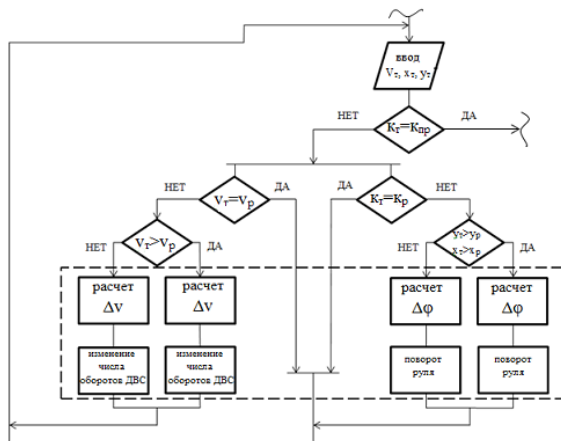 ввод
Vт, xт, yт
НЕТ
Kт=Kпр
ДА
НЕТ
vт=vр
ДА
ДА
Kт=Kр
НЕТ
НЕТ
vт>vр
ДА
НЕТ
yт>yр
xт>xр
ДА
расчет
Δv
расчет
Δv
расчет
Δφ
расчет
Δφ
изменение
числа
оборотов ДВС
изменение
числа
оборотов ДВС
поворот
руля
поворот
руля